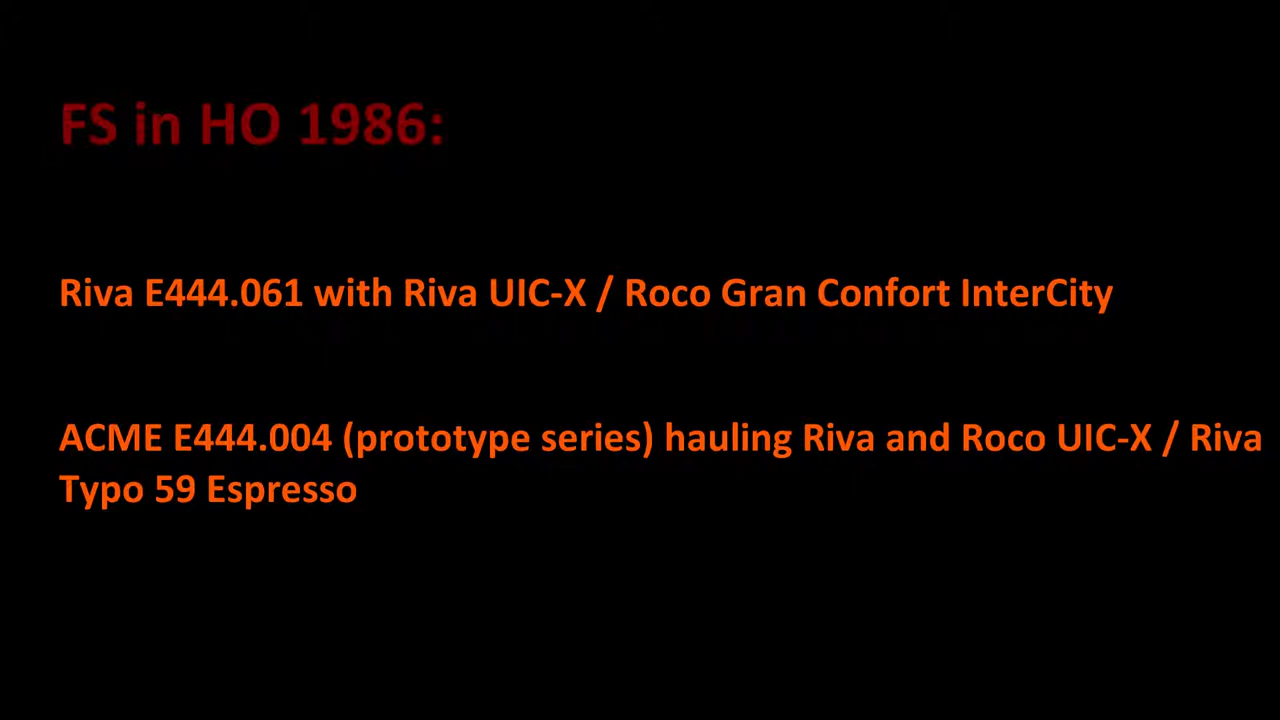 FS in HO 1986:
Riva E444.061 with Riva UIC-X / Roco Gran Confort InterCity
ACME E444.004 (prototype series) hauling Riva and Roco UIC-X / Riva
Typo 59 Espresso